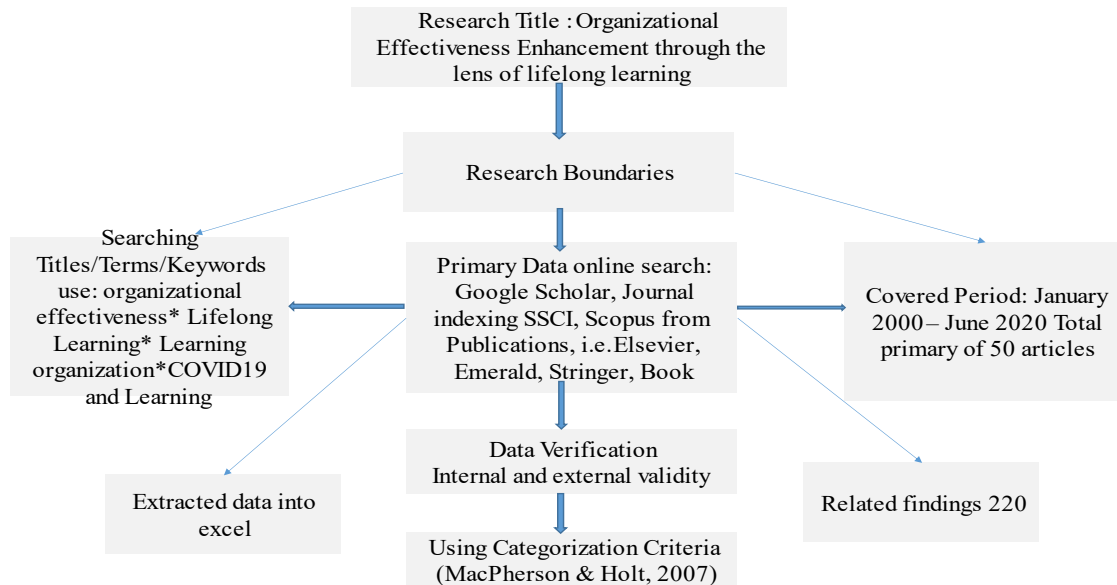 Research Title : Organizational
Effectiveness Enhancement through the
lens of lifelong learning
Research Boundaries
Searching
Titles/Terms/Keywords
use: organizational
effectiveness* Lifelong
Learning* Learning
organization*COVID19
and Learning
Primary Data online search:
Google Scholar, Journal
indexing SSCI, Scopus from
Publications, i.e.Elsevier,
Emerald, Stringer, Book
Covered Period: January
2000 – June 2020 Total
primary of 50 articles
Data Verification
Internal and external validity
Extracted data into
excel
Related findings 220
Using Categorization Criteria
(MacPherson & Holt, 2007)